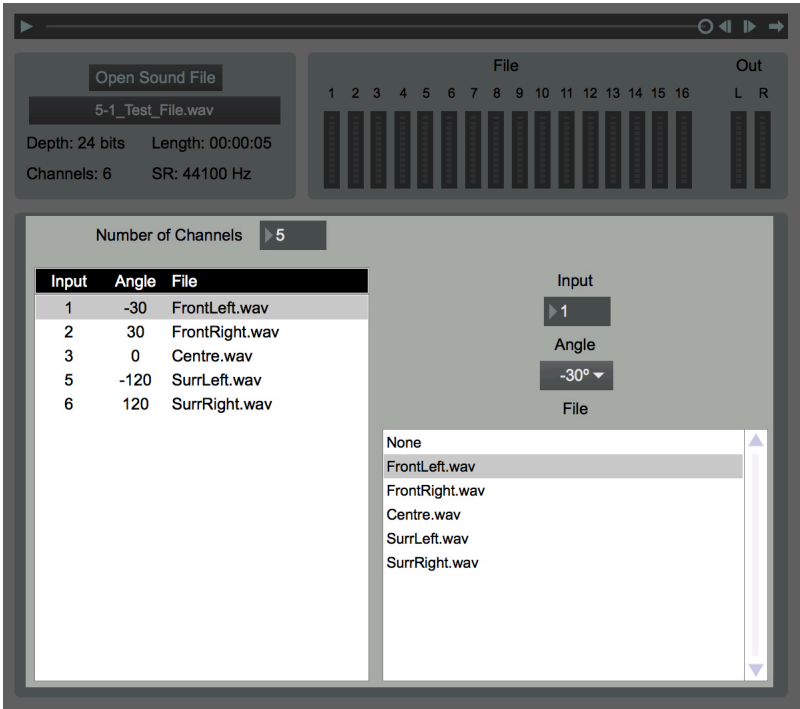 Open Sound File
5-1_Test_File.wav
Depth: 24 bits Length: 00:00:05
Channels: 6 SR: 44100 Hz
File Out
1 2 3 4 5 6 7 8 9 10 11 12 13 14 15 16 L R
Number of Channels 5
Input Angle File
1 -30 FrontLeft.wav
2 30 FrontRight.wav
3 0 Centre.wav
5 -120 SurrLeft.wav
6 120 SurrRight.wav
Input
1
Angle
-30º
File
None
FrontLeft.wav
FrontRight.wav
Centre.wav
SurrLeft.wav
SurrRight.wav